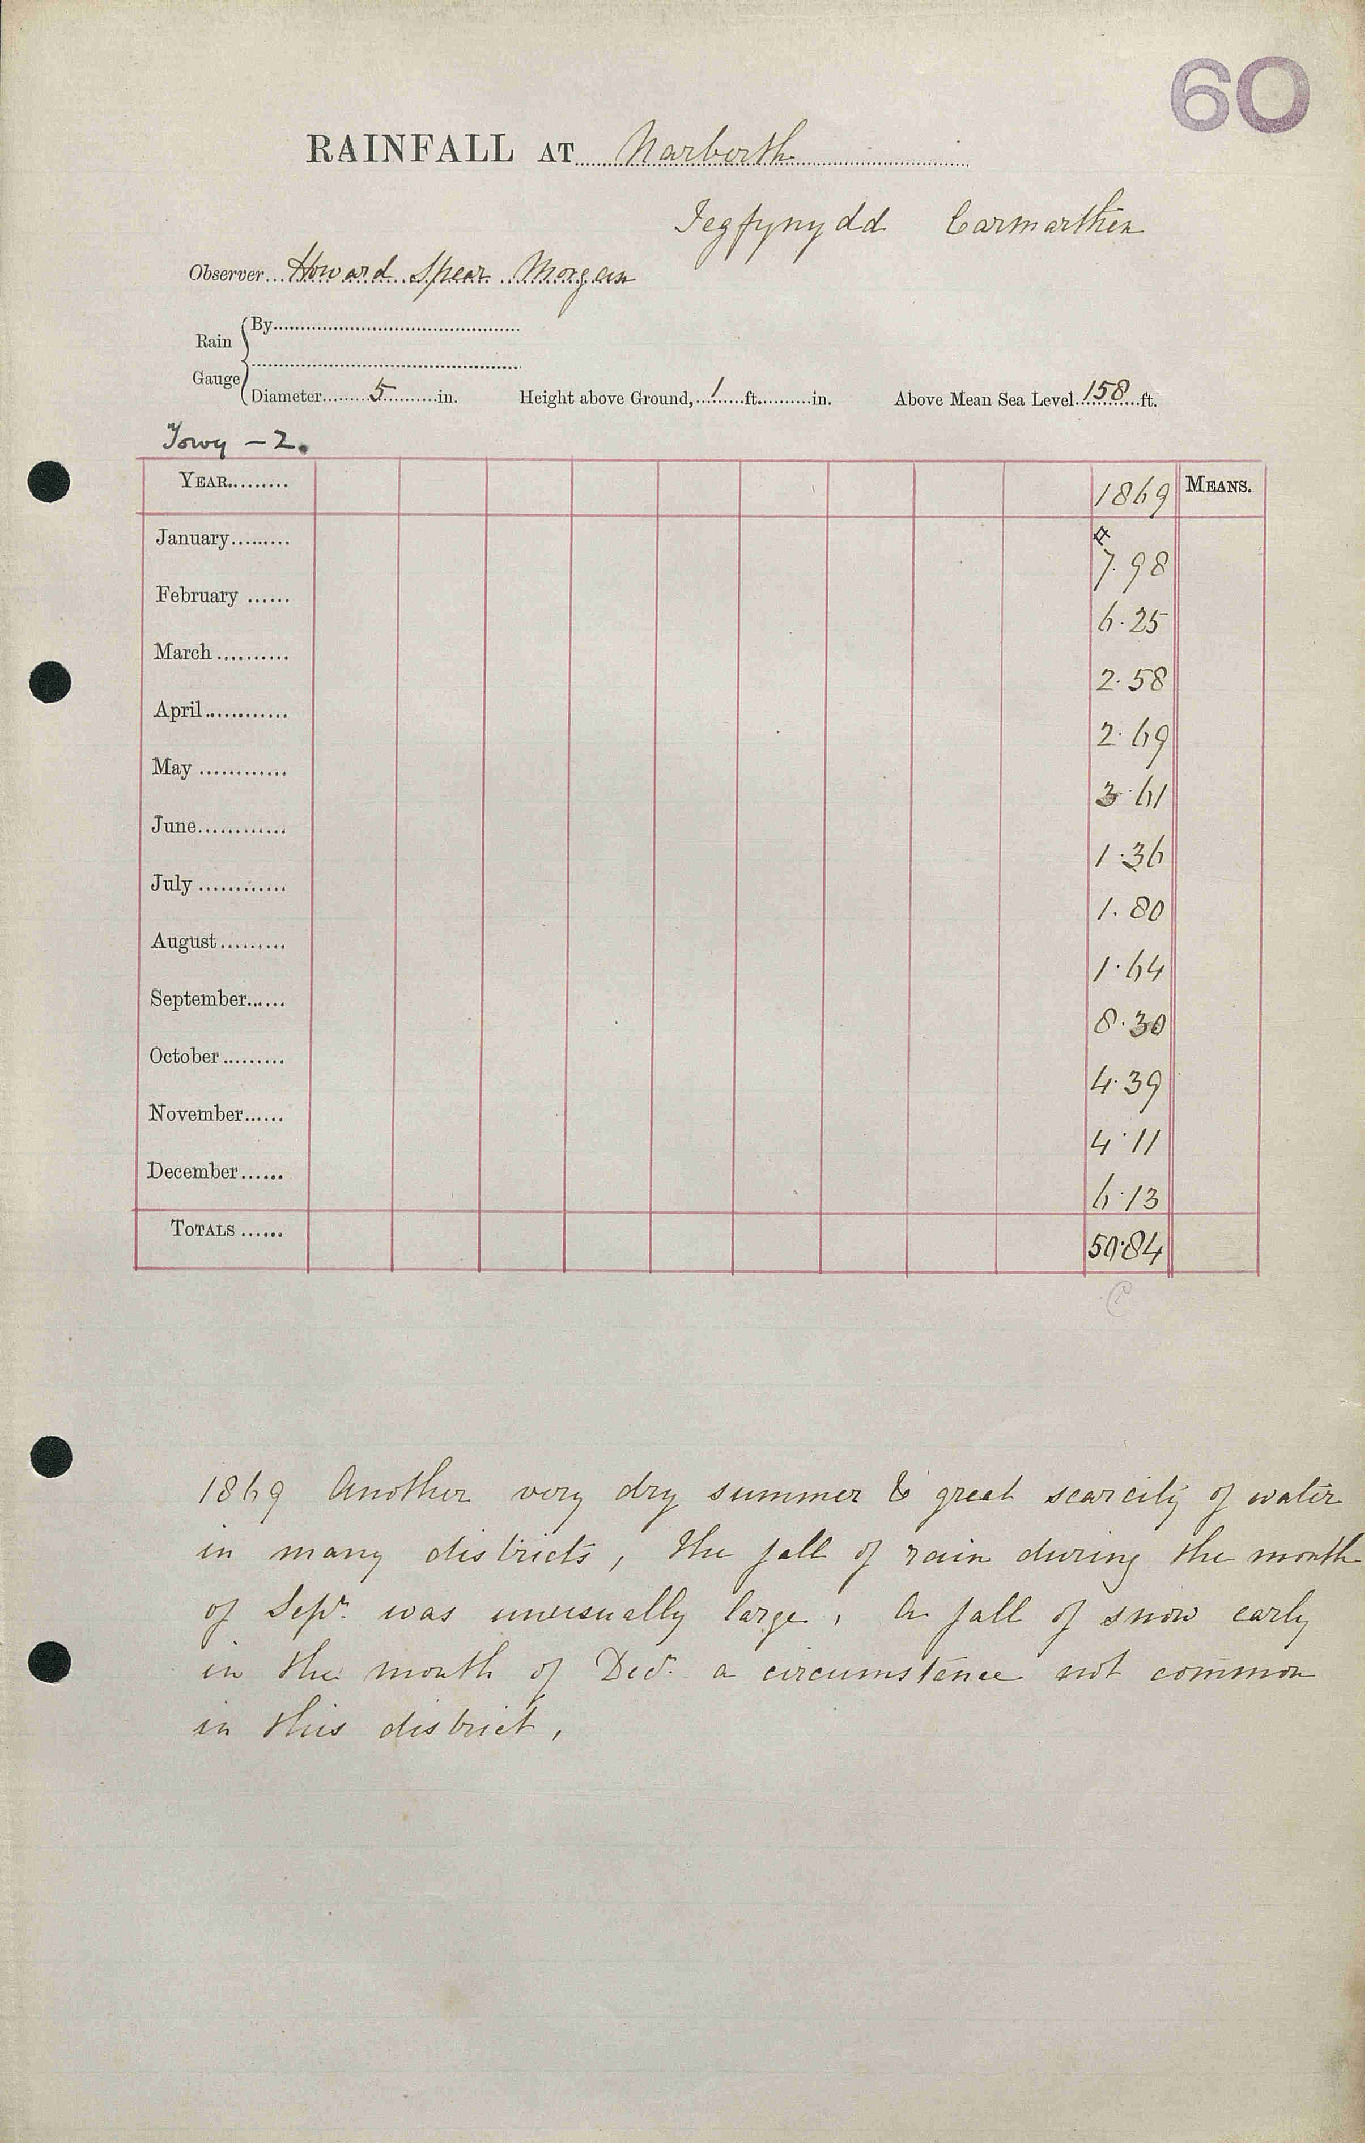 60
RAINFALL AT Narberth
Tegfynydd Carmarthen
Observer Howard Spear Morgan
Rain Gauge
By
Diameter 5 in. Height above Ground, 1 ft. in. Above Mean Sea Level 158 ft.
Towy - 2.
YEAR 1869 MEANS.
January 7.98
February 6.25
March 2.58
April 2.69
May 3.61
June 1.36
July 1.80
August 1.64
September 8.30
October 4.39
November 4.11
December 6.13
TOTALS 50.84
1869 Another very dry summer & great scarcity of water
in many districts, the fall of rain during the month
of Sepr. was unusually large, A fall of snow early
in the month of Decr. a circumstance not common
in this district,